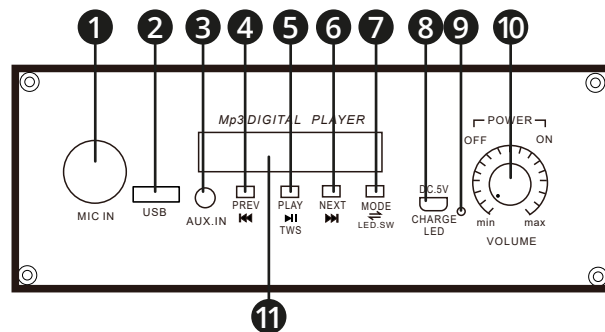 1 2 3 4 5 6 7 8 9 10
Mp3 DIGITAL PLAYER
POWER
OFF ON
DC.5V
MIC IN
USB
AUX.IN
PREV
PLAY
TWS
NEXT
MODE
LED.SW
CHARGE
LED
min max
VOLUME
11